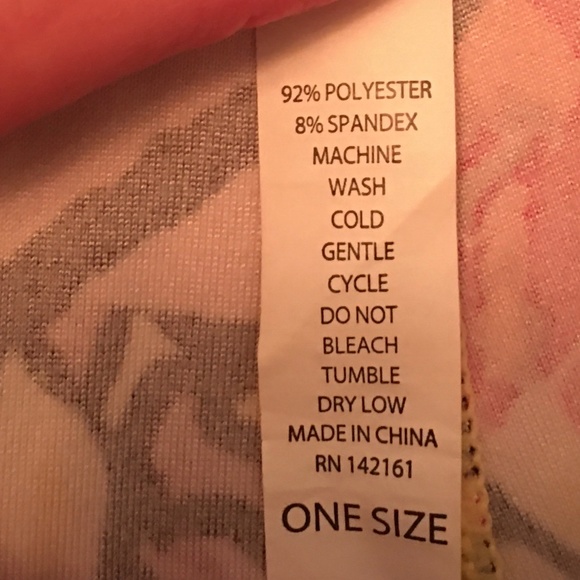 92% POLYESTER
8% SPANDEX
MACHINE
WASH
COLD
GENTLE
CYCLE
DO NOT
BLEACH
TUMBLE
DRY LOW
MADE IN CHINA
RN 142161
ONE SIZE